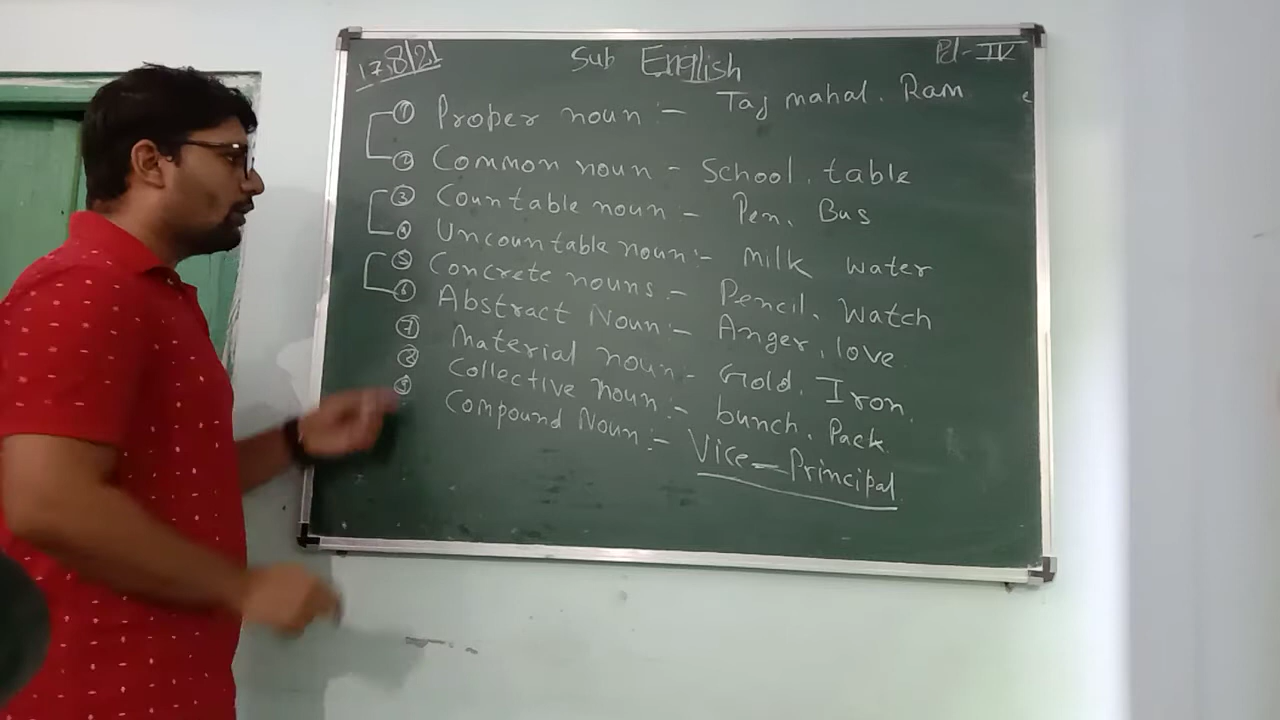 17,8/21 Sub English Pd-IV
① Proper noun :- Taj mahal. Ram
② Common noun - School, table
③ Countable noun - Pen, Bus
④ Uncountable noun :- milk water
⑤ Concrete nouns :- Pencil, Watch
⑥ Abstract Noun :- Anger, love
⑦ Material noun :- Gold, Iron
⑧ Collective noun :- bunch, Pack
⑨ Compound Noun :- Vice-Principal